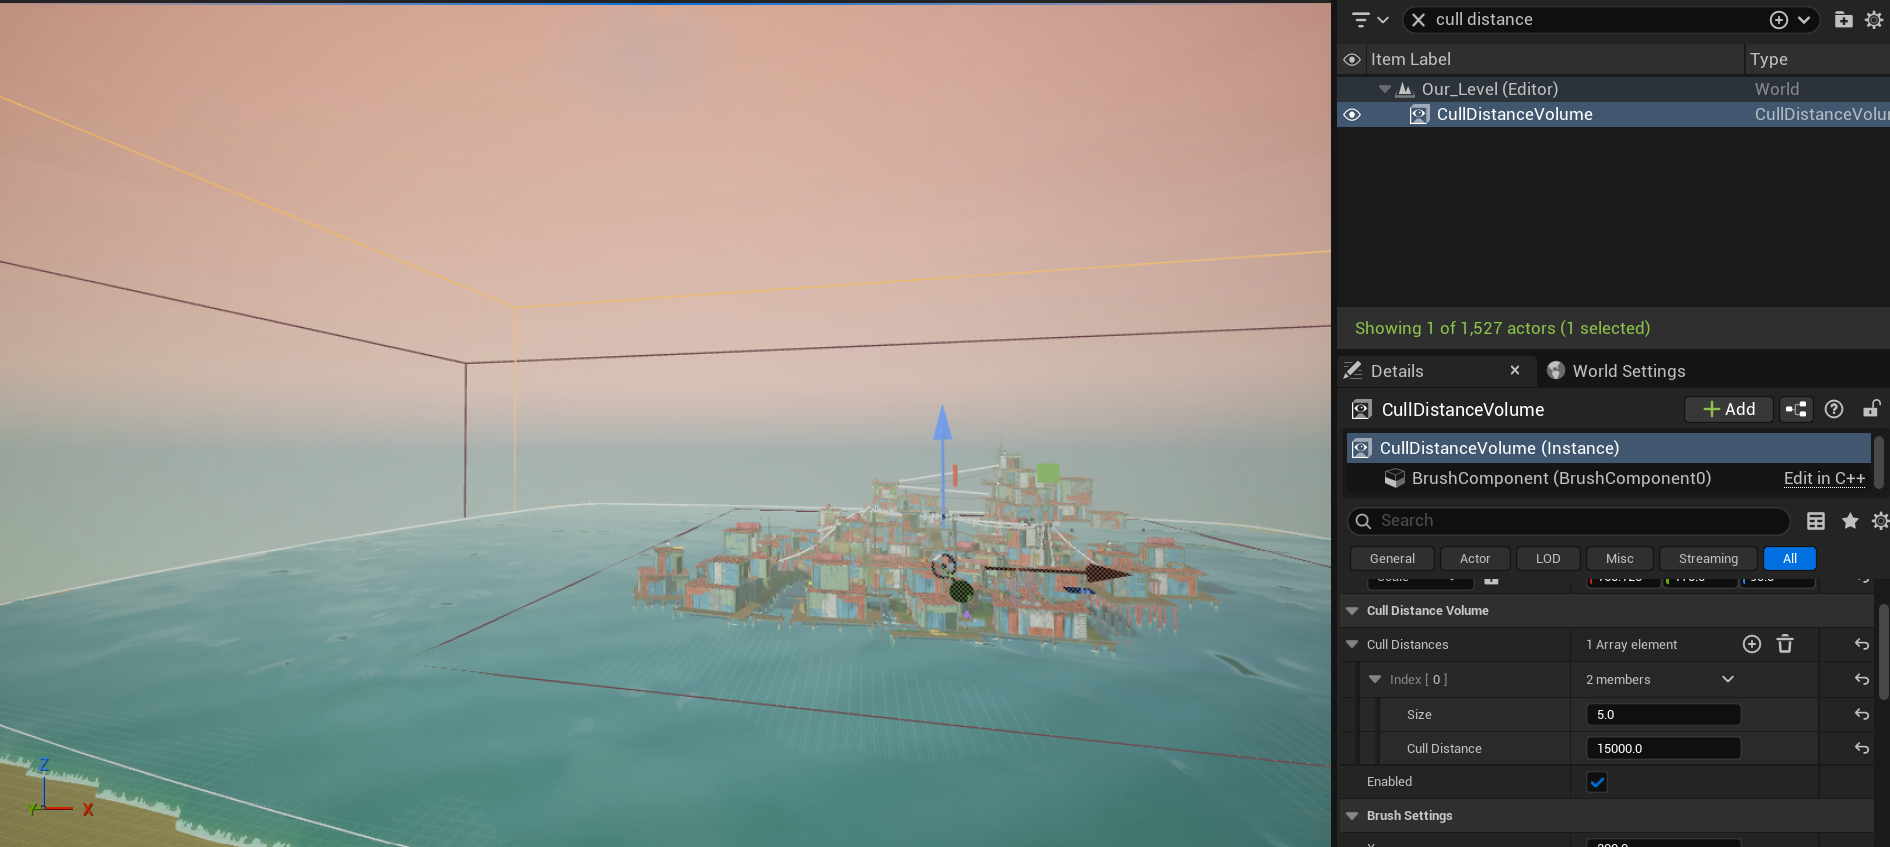 cull distance
Item Label Type
Our_Level (Editor) World
CullDistanceVolume CullDistanceVolu
Showing 1 of 1,527 actors (1 selected)
Details World Settings
CullDistanceVolume Add
CullDistanceVolume (Instance)
BrushComponent (BrushComponent0) Edit in C++
Search
General Actor LOD Misc Streaming All
Cull Distance Volume
Cull Distances 1 Array element
Index [ 0 ] 2 members
Size 5.0
Cull Distance 15000.0
Enabled
Brush Settings
Z
Y X